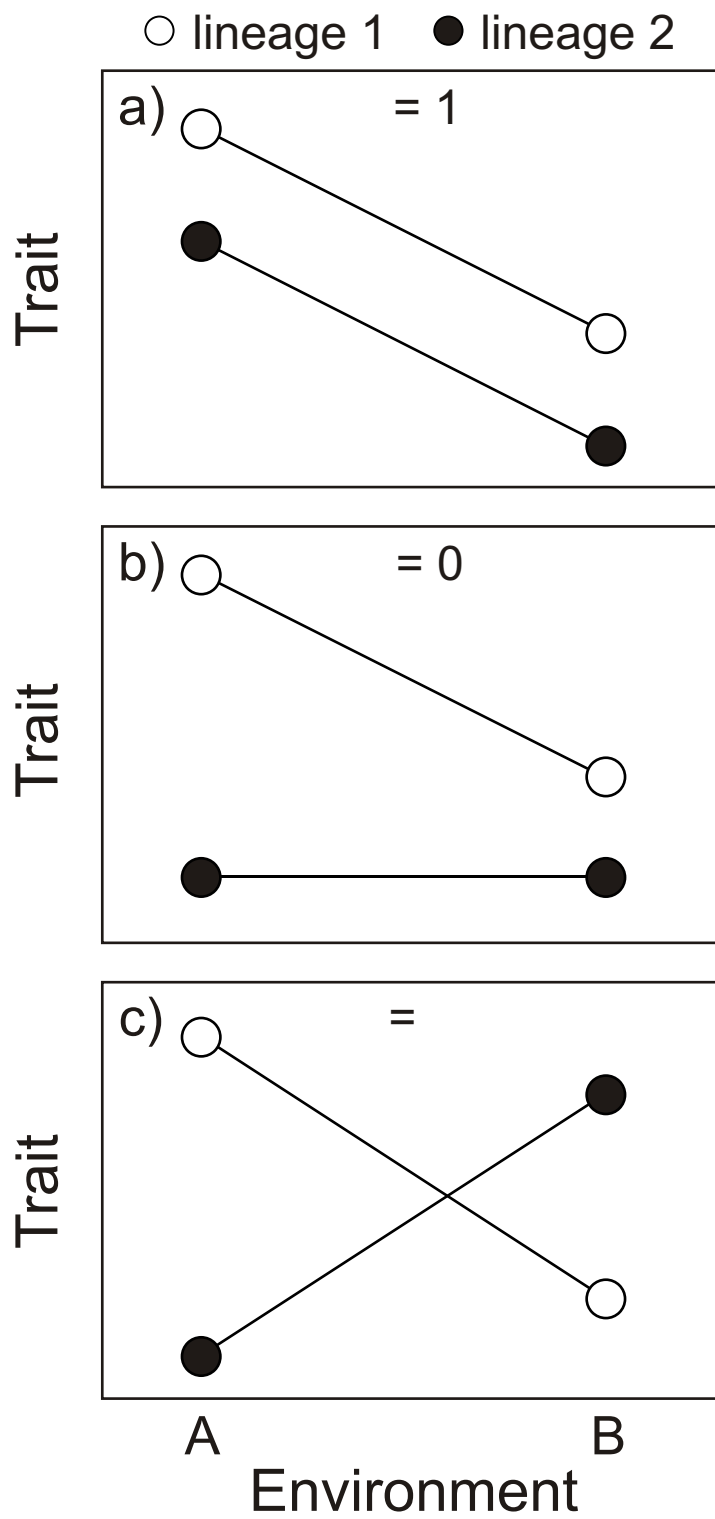 lineage 1 lineage 2
a) = 1
Trait
b) = 0
Trait
c) =
Trait
A B
Environment